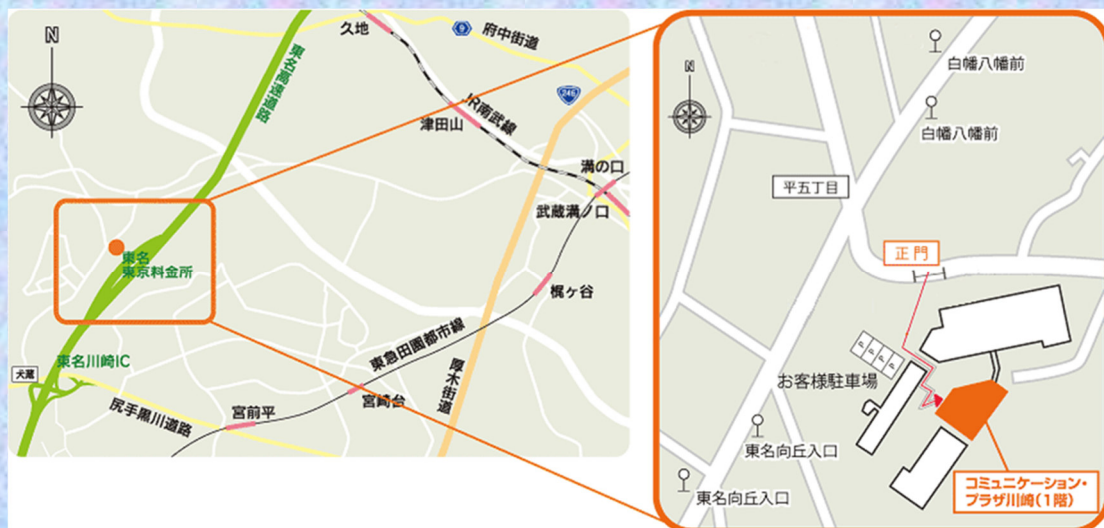 N
久地
府中街道
東名高速道路
246
JR南武線
津田山
溝の口
武蔵溝ノ口
東名
東京料金所
梶ヶ谷
東急田園都市線
東名川崎IC
犬蔵
厚木街道
宮崎台
宮前平
尻手黒川道路
N
白幡八幡前
白幡八幡前
平五丁目
正門
P P P P
お客様駐車場
東名向丘入口
東名向丘入口
コミュニケーション・
プラザ川崎(1階)